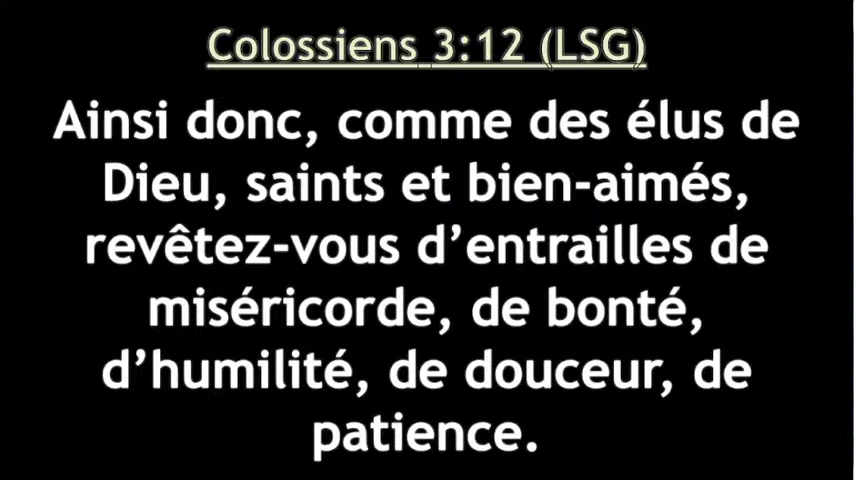 Colossiens 3:12 (LSG)
Ainsi donc, comme des élus de
Dieu, saints et bien-aimés,
revêtez-vous d’entrailles de
miséricorde, de bonté,
d’humilité, de douceur, de
patience.